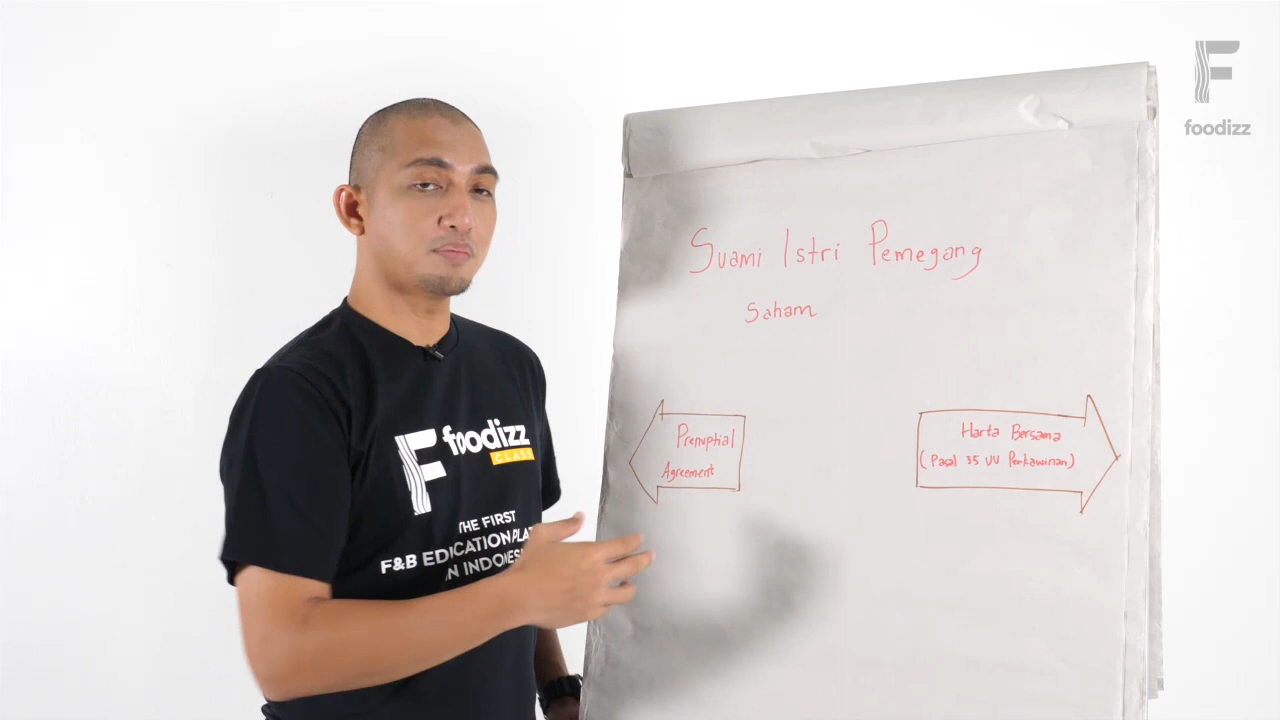 F
foodizz
Suami Istri Pemegang
Saham
Prenuptial
Agreement
Harta Bersama
(Pasal 35 UU Perkawinan)
F foodizz
CLASS
THE FIRST
F&B EDUCATION PLAT
IN INDONES